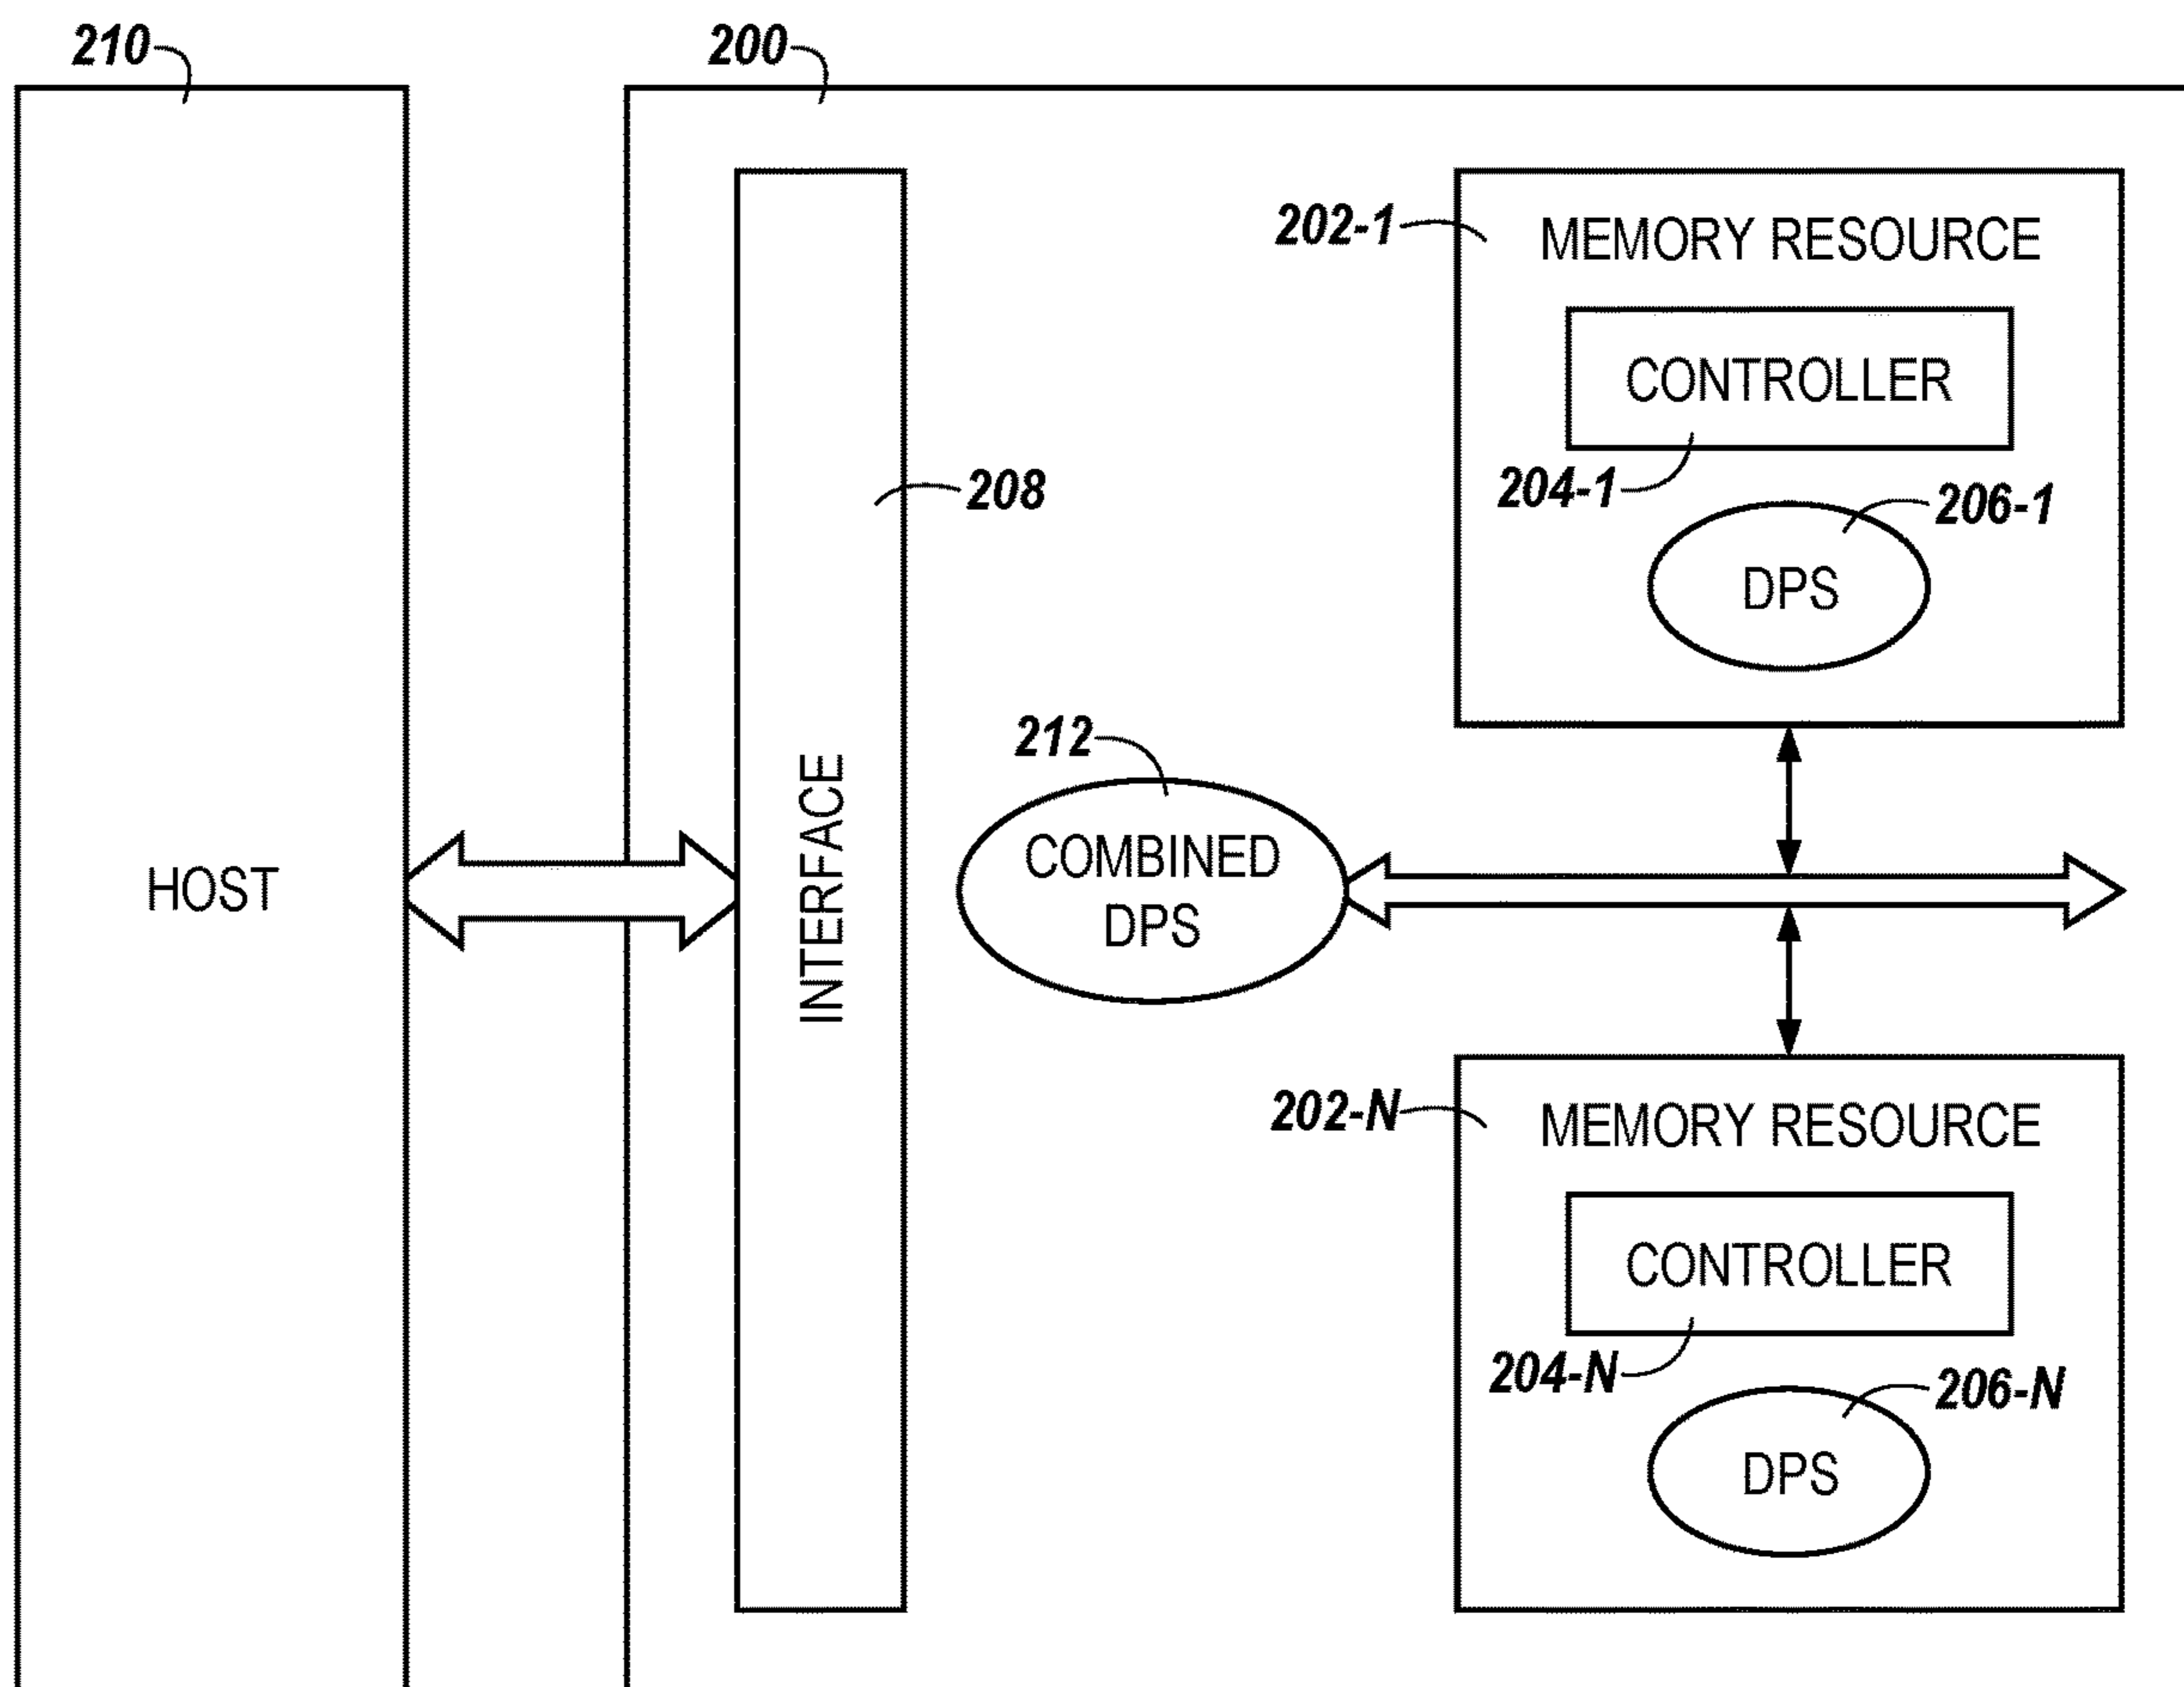 210
200
202-1
MEMORY RESOURCE
CONTROLLER
204-1
206-1
DPS
208
212
COMBINED
DPS
INTERFACE
HOST
202-N
MEMORY RESOURCE
CONTROLLER
204-N
206-N
DPS